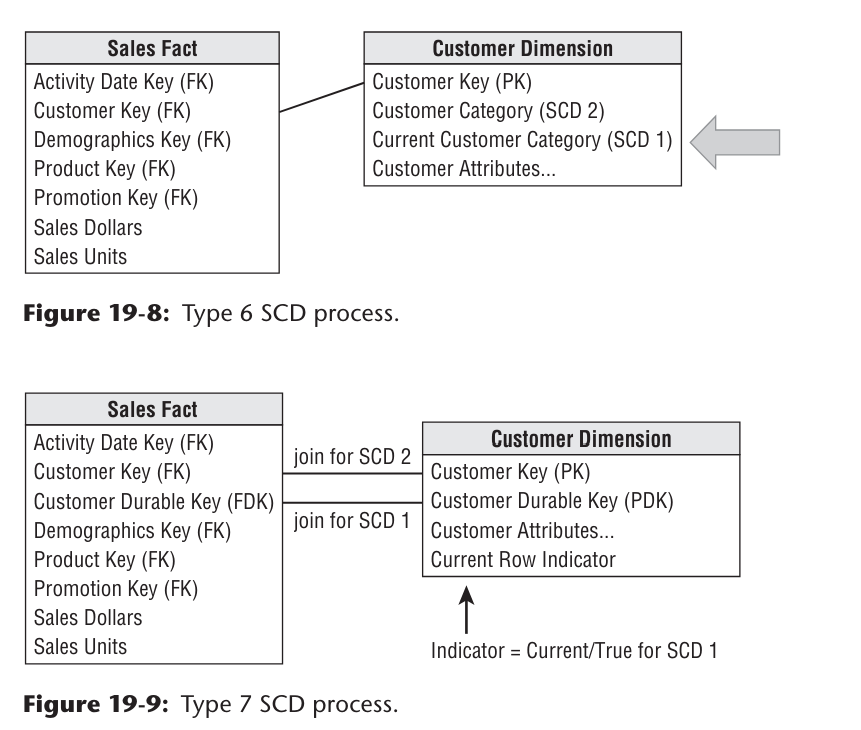 Sales Fact
Activity Date Key (FK)
Customer Key (FK)
Demographics Key (FK)
Product Key (FK)
Promotion Key (FK)
Sales Dollars
Sales Units
Customer Dimension
Customer Key (PK)
Customer Category (SCD 2)
Current Customer Category (SCD 1)
Customer Attributes...
Figure 19-8: Type 6 SCD process.
Sales Fact
Activity Date Key (FK)
Customer Key (FK)
Customer Durable Key (FDK)
Demographics Key (FK)
Product Key (FK)
Promotion Key (FK)
Sales Dollars
Sales Units
join for SCD 2
join for SCD 1
Customer Dimension
Customer Key (PK)
Customer Durable Key (PDK)
Customer Attributes...
Current Row Indicator
Indicator = Current/True for SCD 1
Figure 19-9: Type 7 SCD process.